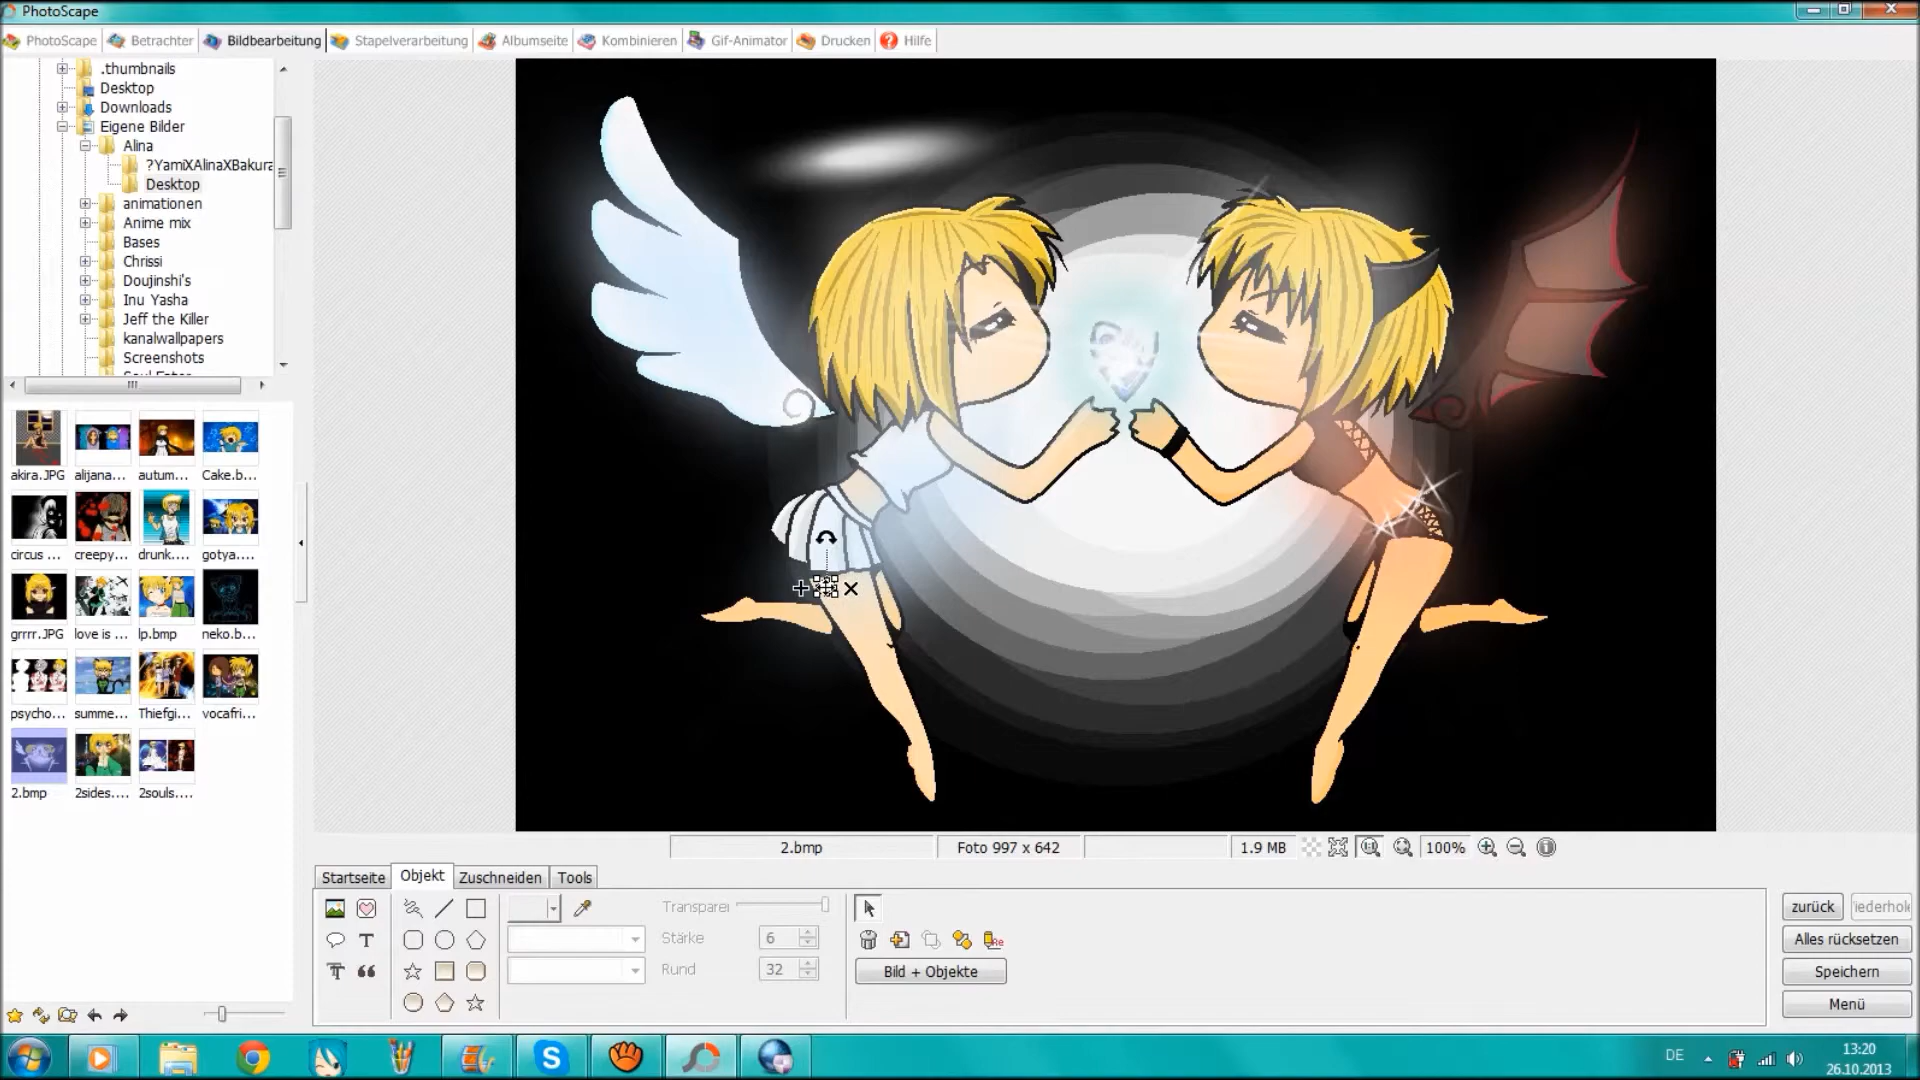 PhotoScape
PhotoScape Betrachter Bildbearbeitung Stapelverarbeitung Albumseite Kombinieren Gif-Animator Drucken Hilfe
.thumbnails
Desktop
Downloads
Eigene Bilder
Alina
?YamiXAlinaXBakura
Desktop
animationen
Anime mix
Bases
Chrissi
Doujinshi's
Inu Yasha
Jeff the Killer
kanalwallpapers
Screenshots
akira.JPG alijana... autum... Cake.b...
circus ... creepy... drunk.... gotya....
grrrr.JPG love is ... lp.bmp neko.b...
psycho... summe... Thiefgi... vocafri...
2.bmp 2sides.... 2souls....
2.bmp Foto 997 x 642 1.9 MB 100%
Startseite Objekt Zuschneiden Tools
Transparei
Stärke 6
Rund 32
Bild + Objekte
zurück iederhol
Alles rücksetzen
Speichern
Menü
DE 13:20
26.10.2013